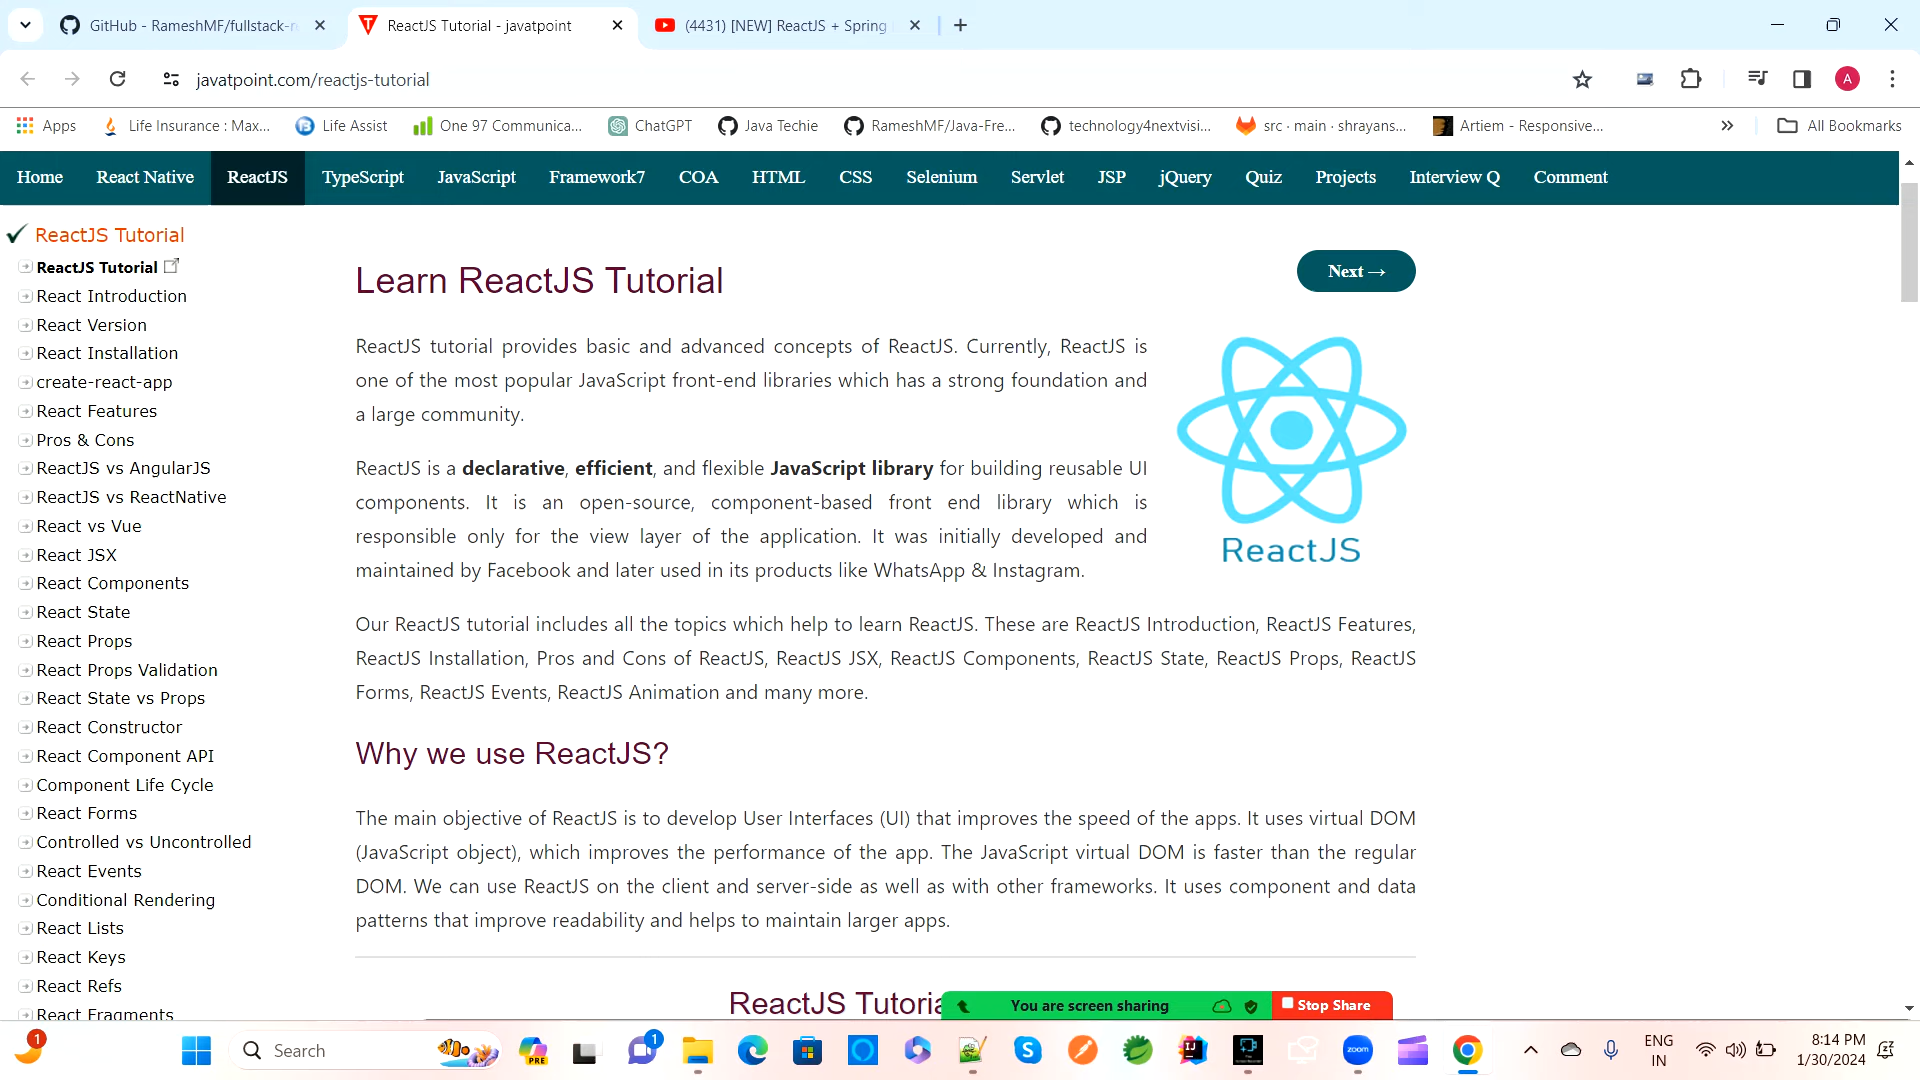 GitHub - RameshMF/fullstack-n
ReactJS Tutorial - javatpoint
(4431) [NEW] ReactJS + Spring
javatpoint.com/reactjs-tutorial
A
Apps
Life Insurance : Max...
Life Assist
One 97 Communica...
ChatGPT
Java Techie
RameshMF/Java-Fre...
technology4nextvisi...
src · main · shrayans...
Artiem - Responsive...
All Bookmarks
Home React Native ReactJS TypeScript JavaScript Framework7 COA HTML CSS Selenium Servlet JSP jQuery Quiz Projects Interview Q Comment
ReactJS Tutorial
ReactJS Tutorial
React Introduction
React Version
React Installation
create-react-app
React Features
Pros & Cons
ReactJS vs AngularJS
ReactJS vs ReactNative
React vs Vue
React JSX
React Components
React State
React Props
React Props Validation
React State vs Props
React Constructor
React Component API
Component Life Cycle
React Forms
Controlled vs Uncontrolled
React Events
Conditional Rendering
React Lists
React Keys
React Refs
React Fragments
Learn ReactJS Tutorial
Next →
ReactJS tutorial provides basic and advanced concepts of ReactJS. Currently, ReactJS is
one of the most popular JavaScript front-end libraries which has a strong foundation and
a large community.
ReactJS is a declarative, efficient, and flexible JavaScript library for building reusable UI
components. It is an open-source, component-based front end library which is
responsible only for the view layer of the application. It was initially developed and
maintained by Facebook and later used in its products like WhatsApp & Instagram.
ReactJS
Our ReactJS tutorial includes all the topics which help to learn ReactJS. These are ReactJS Introduction, ReactJS Features,
ReactJS Installation, Pros and Cons of ReactJS, ReactJS JSX, ReactJS Components, ReactJS State, ReactJS Props, ReactJS
Forms, ReactJS Events, ReactJS Animation and many more.
Why we use ReactJS?
The main objective of ReactJS is to develop User Interfaces (UI) that improves the speed of the apps. It uses virtual DOM
(JavaScript object), which improves the performance of the app. The JavaScript virtual DOM is faster than the regular
DOM. We can use ReactJS on the client and server-side as well as with other frameworks. It uses component and data
patterns that improve readability and helps to maintain larger apps.
ReactJS Tutoria
You are screen sharing
Stop Share
1
Search
PRE
1
IJ
zoom
ENG
IN
8:14 PM
1/30/2024